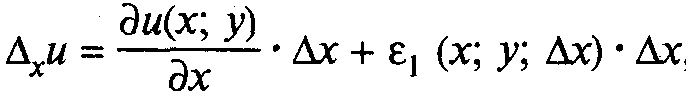 Δₓu = ∂u(x; y)/∂x · Δx + ε₁ (x; y; Δx) · Δx,